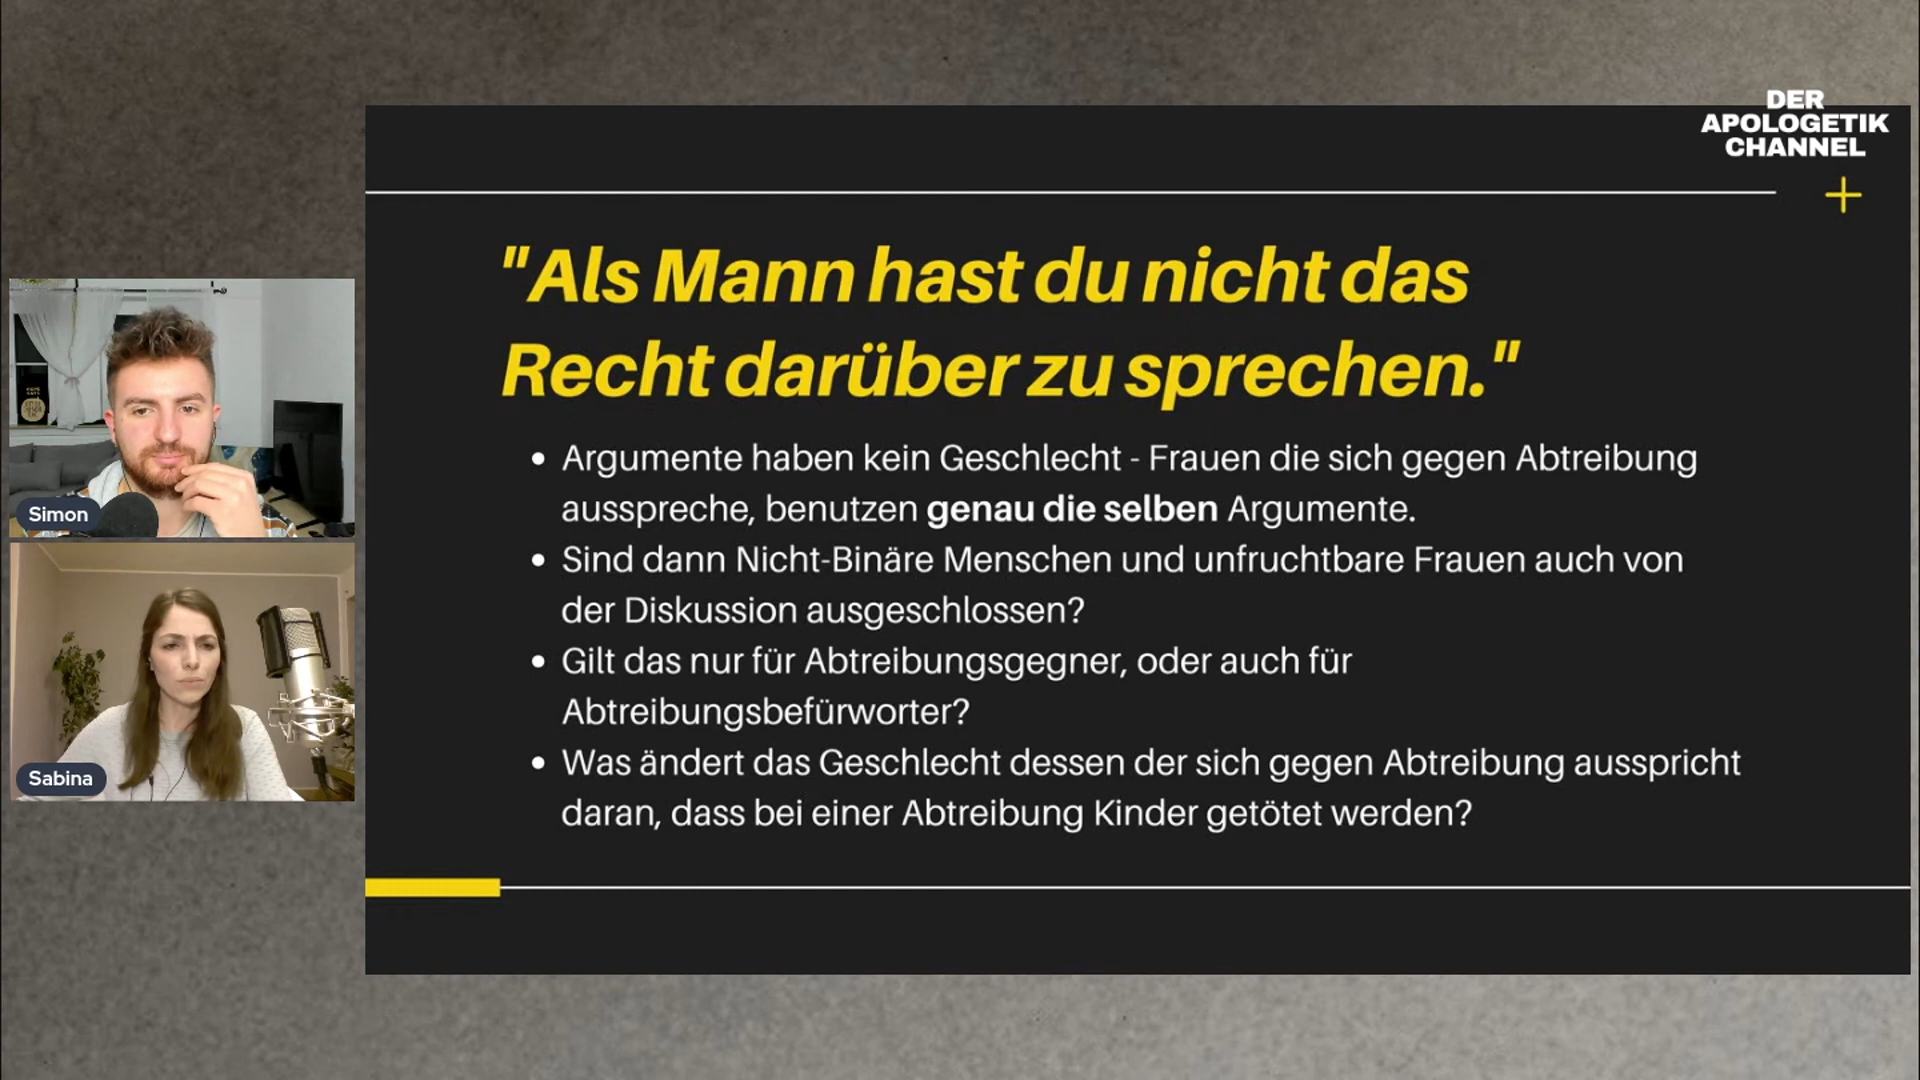 DER
APOLOGETIK
CHANNEL
"Als Mann hast du nicht das
Recht darüber zu sprechen."
• Argumente haben kein Geschlecht - Frauen die sich gegen Abtreibung
ausspreche, benutzen genau die selben Argumente.
• Sind dann Nicht-Binäre Menschen und unfruchtbare Frauen auch von
der Diskussion ausgeschlossen?
• Gilt das nur für Abtreibungsgegner, oder auch für
Abtreibungsbefürworter?
• Was ändert das Geschlecht dessen der sich gegen Abtreibung ausspricht
daran, dass bei einer Abtreibung Kinder getötet werden?
Simon
Sabina